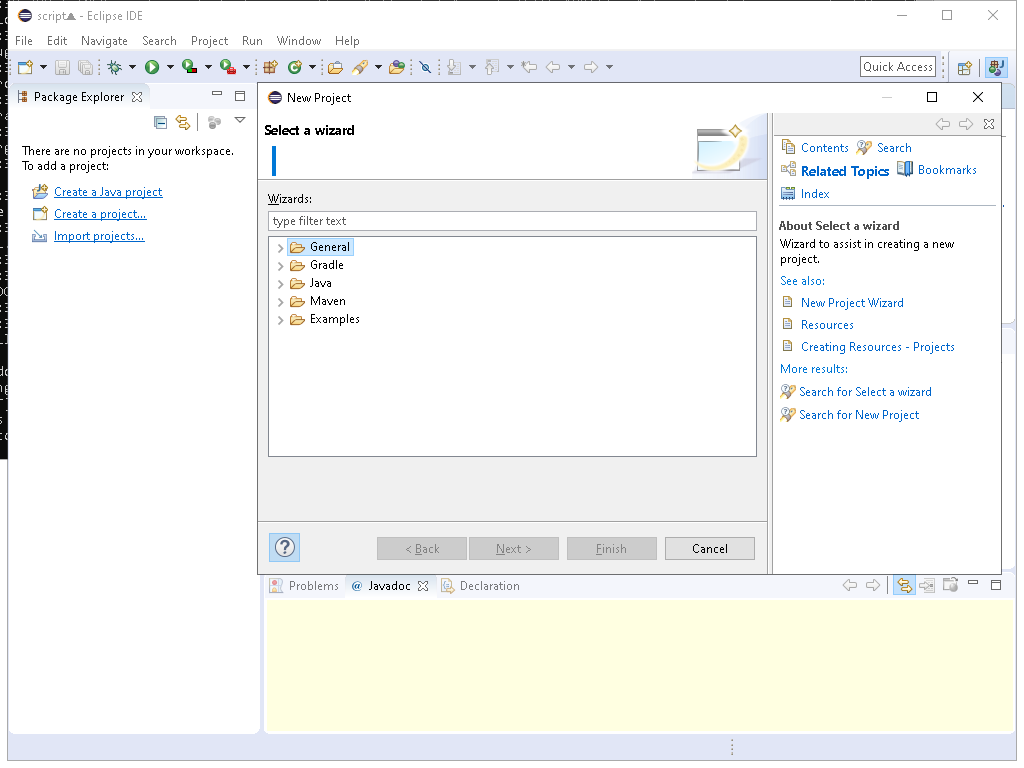 script▲ - Eclipse IDE
File Edit Navigate Search Project Run Window Help
Quick Access
Package Explorer
There are no projects in your workspace.
To add a project:
Create a Java project
Create a project...
Import projects...
New Project
Select a wizard
Wizards:
type filter text
General
Gradle
Java
Maven
Examples
?
< Back Next > Finish Cancel
Contents Search
Related Topics Bookmarks
Index
About Select a wizard
Wizard to assist in creating a new
project.
See also:
New Project Wizard
Resources
Creating Resources - Projects
More results:
Search for Select a wizard
Search for New Project
Problems @ Javadoc Declaration